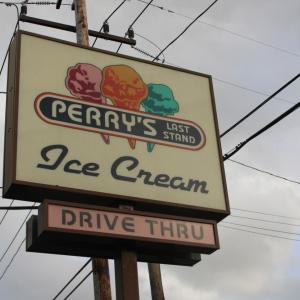 PERRY'S
LAST
STAND
Ice Cream
DRIVE THRU